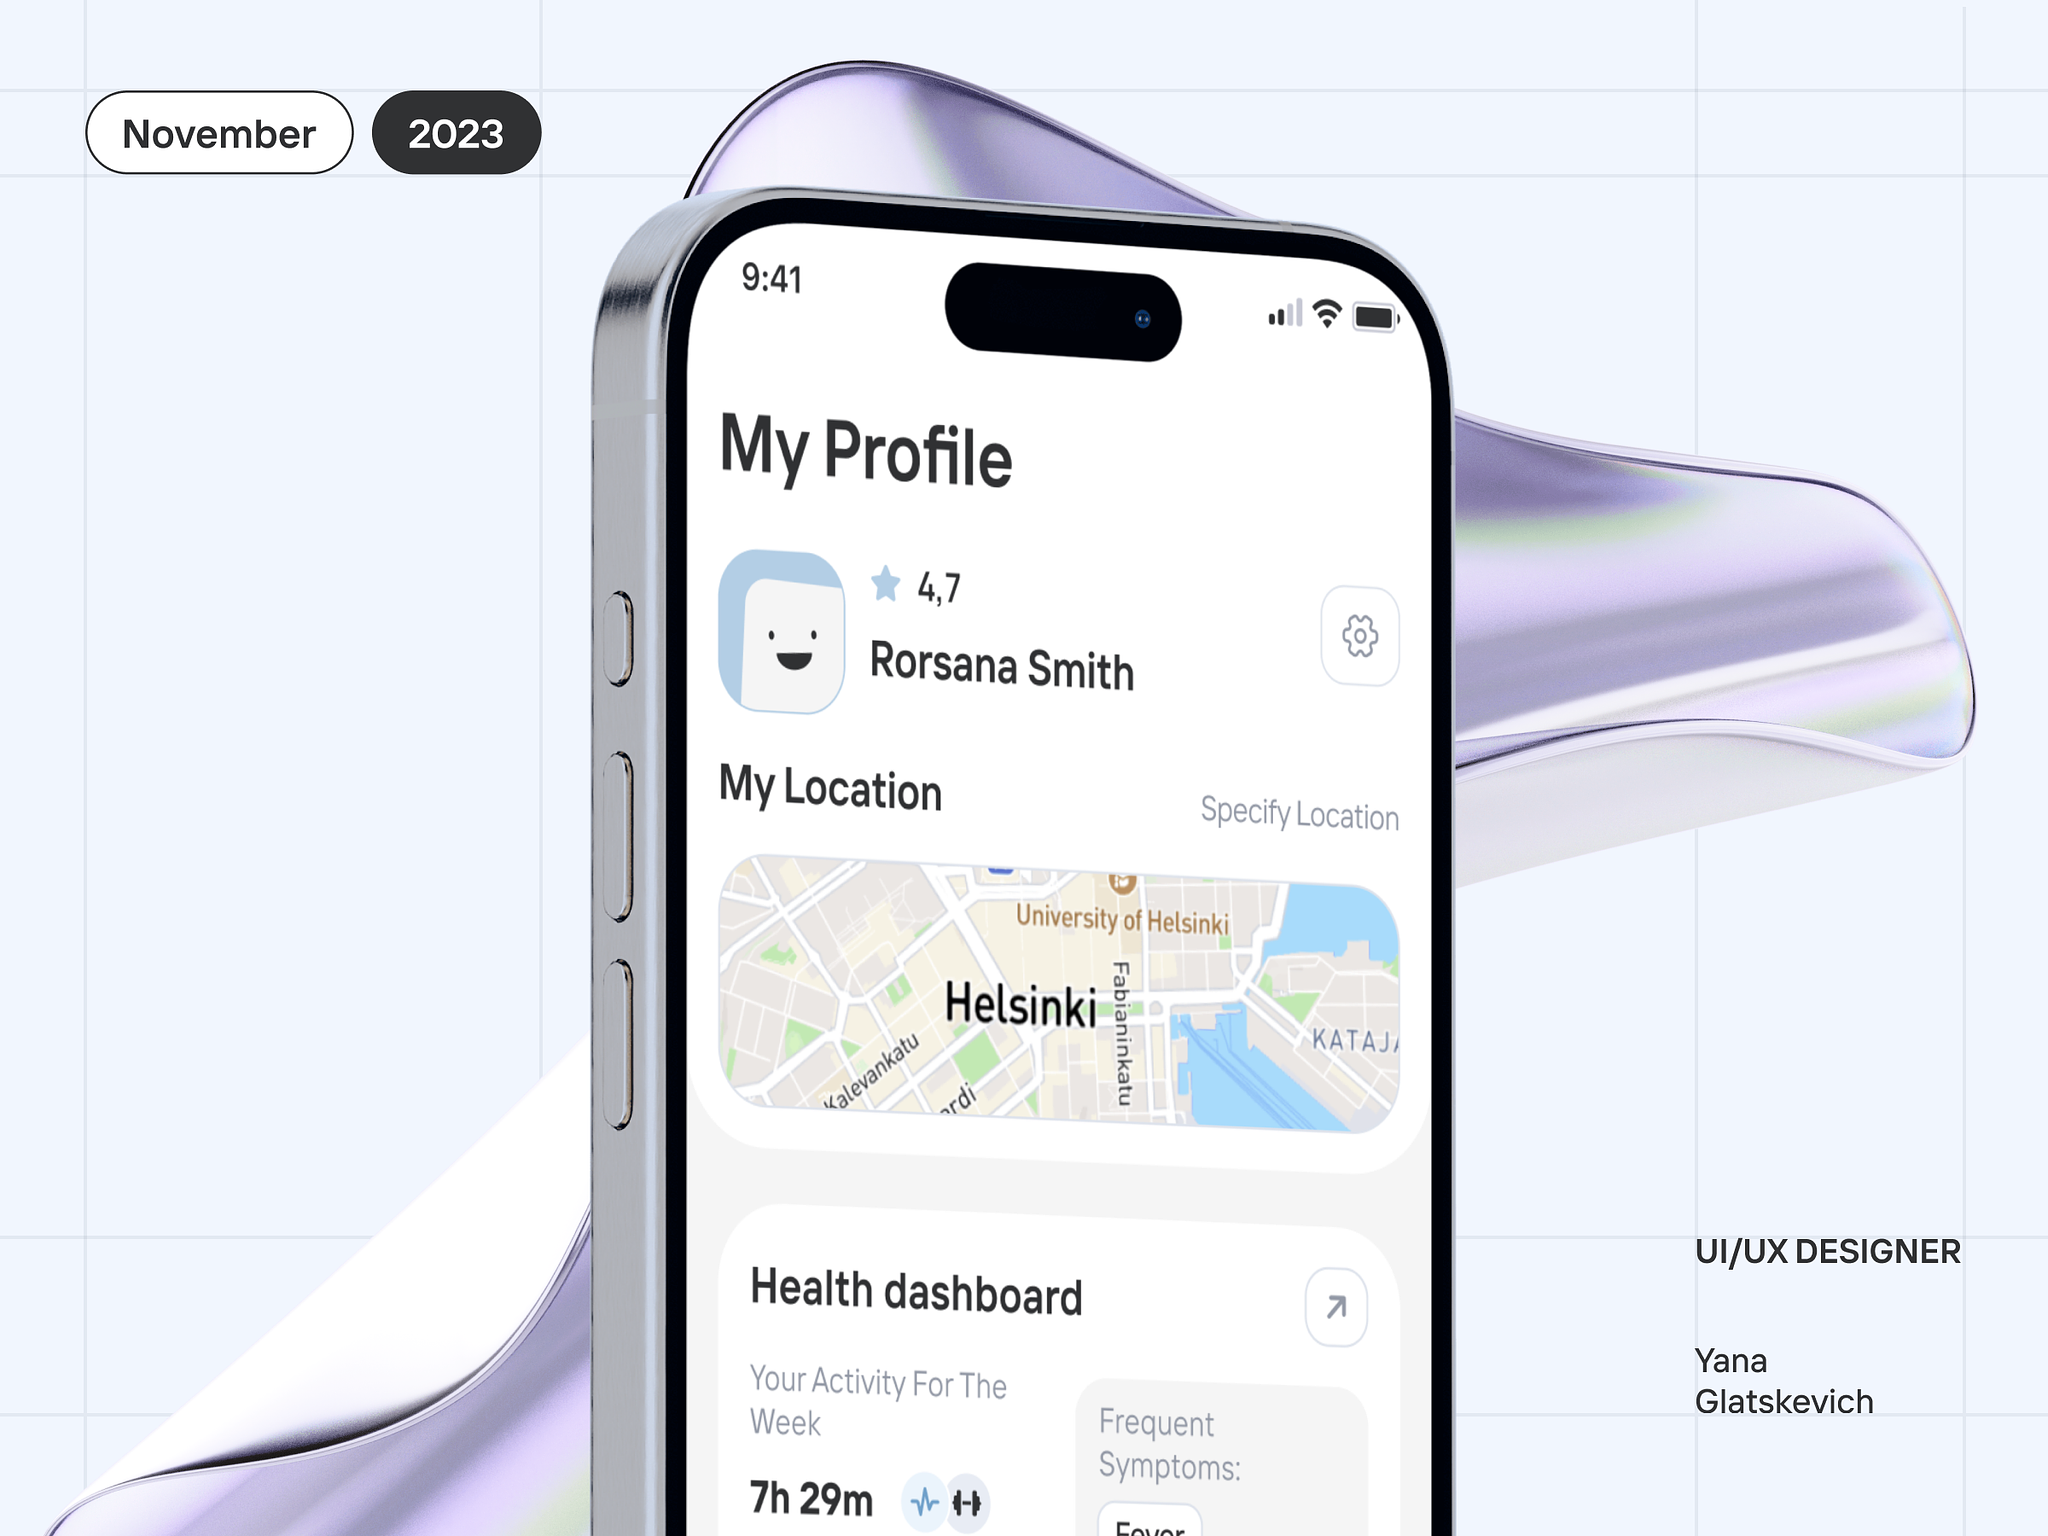 November
2023
9:41
My Profile
4,7
Rorsana Smith
My Location
Specify Location
University of Helsinki
Helsinki
Fabianinkatu
KATAJA
Kalevankatu
ardi
Health dashboard
Your Activity For The
Week
7h 29m
Frequent
Symptoms:
Fever
UI/UX DESIGNER
Yana
Glatskevich